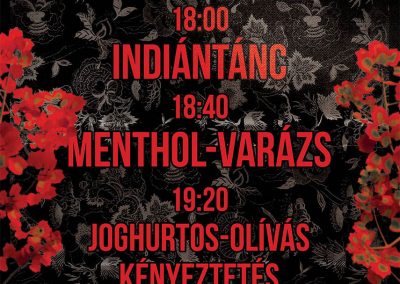 18:00
INDIÁNTÁNC
18:40
MENTHOL-VARÁZS
19:20
JOGHURTOS-OLÍVÁS
KÉNYEZTETÉS